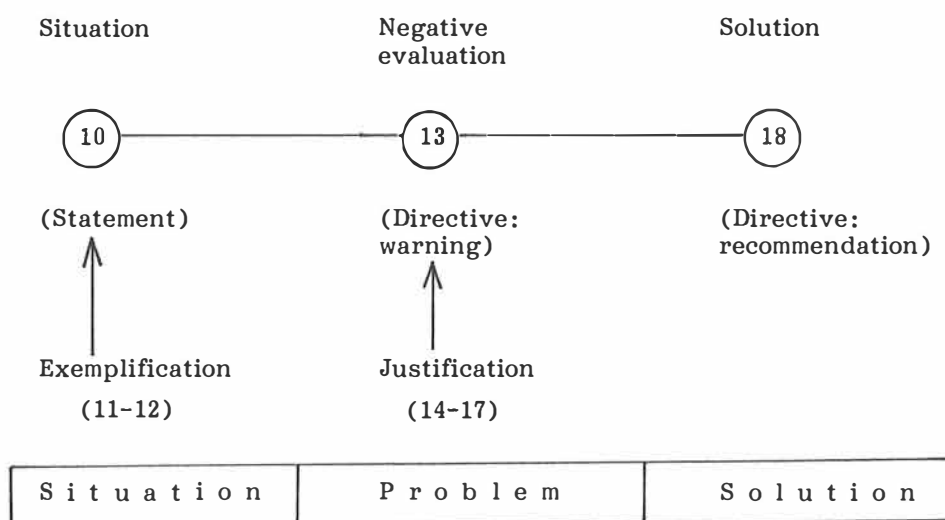 Situation Negative evaluation Solution
10 13 18
(Statement) (Directive: warning) (Directive: recommendation)
Exemplification Justification
(11-12) (14-17)
Situation Problem Solution